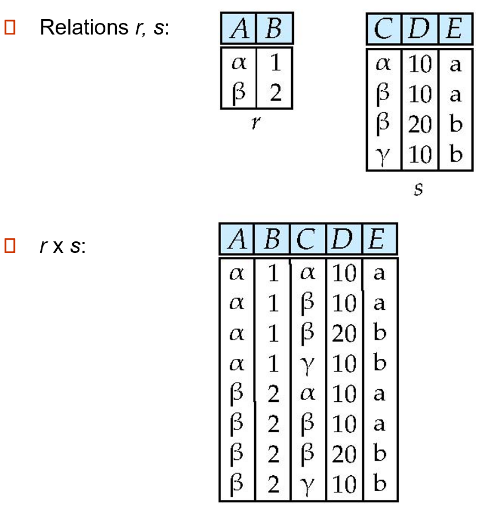 Relations r, s:
A B
α 1
β 2
r
C D E
α 10 a
β 10 a
β 20 b
γ 10 b
s
r x s:
A B C D E
α 1 α 10 a
α 1 β 10 a
α 1 β 20 b
α 1 γ 10 b
β 2 α 10 a
β 2 β 10 a
β 2 β 20 b
β 2 γ 10 b